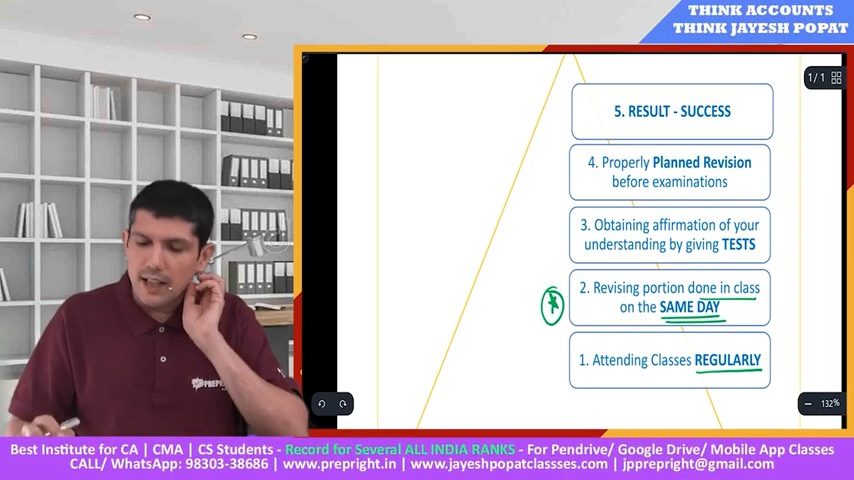 THINK ACCOUNTS
THINK JAYESH POPAT
1/1
5. RESULT - SUCCESS
4. Properly Planned Revision
before examinations
3. Obtaining affirmation of your
understanding by giving TESTS
2. Revising portion done in class
on the SAME DAY
1. Attending Classes REGULARLY
132%
PREPRIGHT
Best Institute for CA | CMA | CS Students - Record for Several ALL INDIA RANKS - For Pendrive/ Google Drive/ Mobile App Classes
CALL/ WhatsApp: 98303-38686 | www.prepright.in | www.jayeshpopatclassses.com | jpprepright@gmail.com